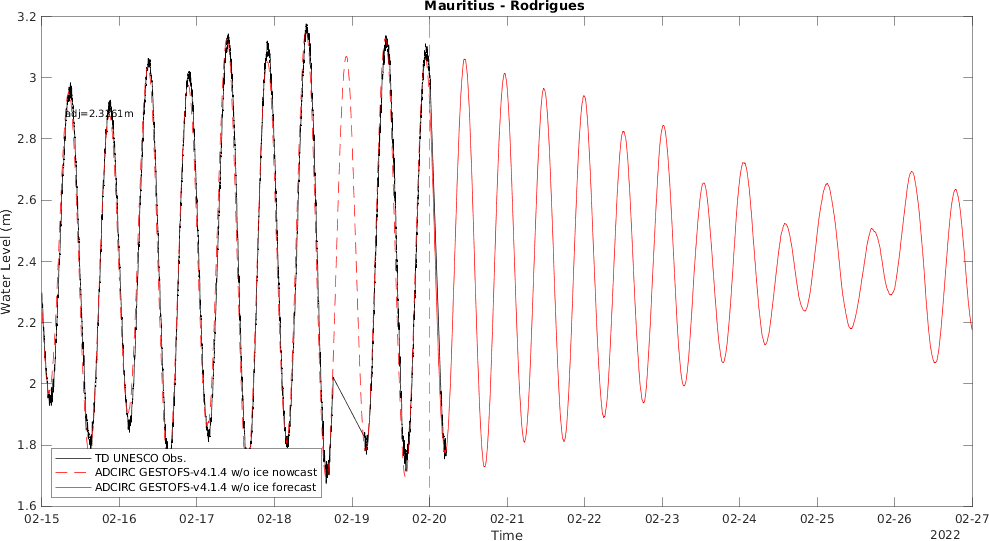 Mauritius - Rodrigues
3.2
3
2.8
2.6
2.4
2.2
2
1.8
1.6
Water Level (m)
adj=2.3261m
TD UNESCO Obs.
ADCIRC GESTOFS-v4.1.4 w/o ice nowcast
ADCIRC GESTOFS-v4.1.4 w/o ice forecast
02-15 02-16 02-17 02-18 02-19 02-20 02-21 02-22 02-23 02-24 02-25 02-26 02-27
Time
2022